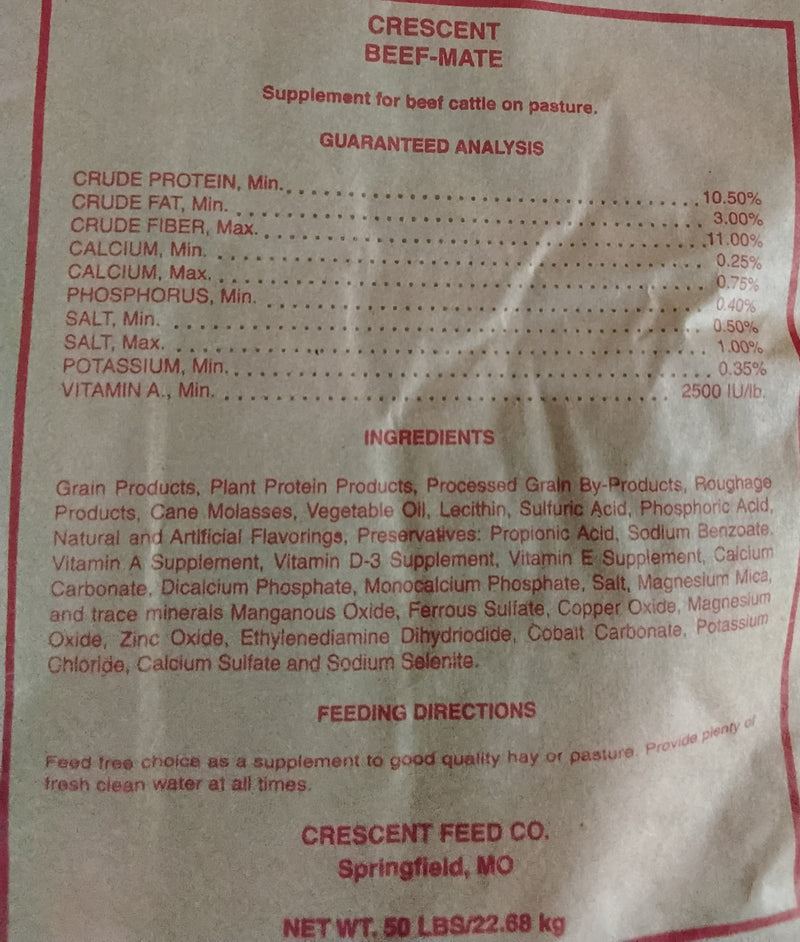 CRESCENT
BEEF-MATE
Supplement for beef cattle on pasture.
GUARANTEED ANALYSIS
CRUDE PROTEIN, Min. 10.50%
CRUDE FAT, Min. 3.00%
CRUDE FIBER, Max. 11.00%
CALCIUM, Min. 0.25%
CALCIUM, Max. 0.75%
PHOSPHORUS, Min. 0.40%
SALT, Min. 0.50%
SALT, Max. 1.00%
POTASSIUM, Min. 0.35%
VITAMIN A., Min. 2500 IU/lb.
INGREDIENTS
Grain Products, Plant Protein Products, Processed Grain By-Products, Roughage
Products, Cane Molasses, Vegetable Oil, Lecithin, Sulfuric Acid, Phosphoric Acid,
Natural and Artificial Flavorings, Preservatives: Propionic Acid, Sodium Benzoate.
Vitamin A Supplement, Vitamin D-3 Supplement, Vitamin E Supplement, Calcium
Carbonate, Dicalcium Phosphate, Monocalcium Phosphate, Salt, Magnesium Mica,
and trace minerals Manganous Oxide, Ferrous Sulfate, Copper Oxide, Magnesium
Oxide, Zinc Oxide, Ethylenediamine Dihydriodide, Cobalt Carbonate, Potassium
Chloride, Calcium Sulfate and Sodium Selenite.
FEEDING DIRECTIONS
Feed free choice as a supplement to good quality hay or pasture. Provide plenty of
fresh clean water at all times.
CRESCENT FEED CO.
Springfield, MO
NET WT. 50 LBS/22.68 kg